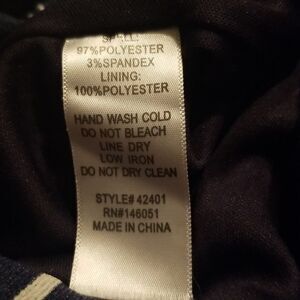 97%POLYESTER
3%SPANDEX
LINING:
100%POLYESTER
HAND WASH COLD
DO NOT BLEACH
LINE DRY
LOW IRON
DO NOT DRY CLEAN
STYLE# 42401
RN#146051
MADE IN CHINA